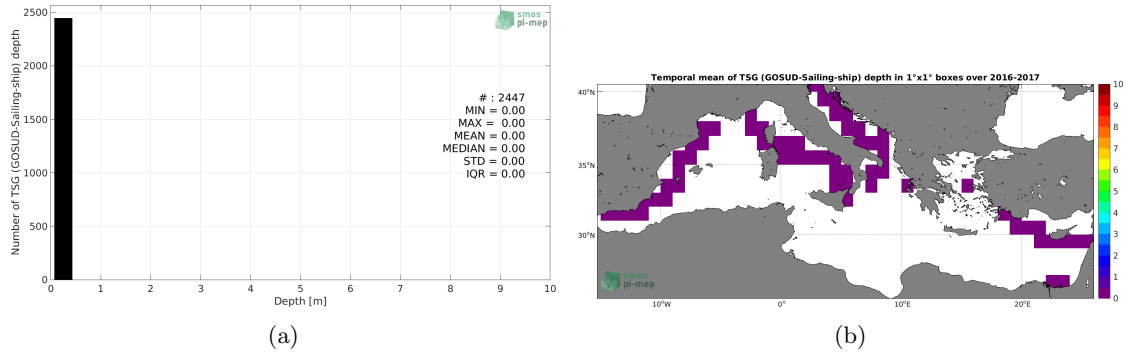 Number of TSG (GOSUD-Sailing-ship) depth
2500
2000
1500
1000
500
0
smos
pi-mep
# : 2447
MIN = 0.00
MAX = 0.00
MEAN = 0.00
MEDIAN = 0.00
STD = 0.00
IQR = 0.00
0 1 2 3 4 5 6 7 8 9 10
Depth [m]
(a)
Temporal mean of TSG (GOSUD-Sailing-ship) depth in 1°x1° boxes over 2016-2017
40°N
35°N
30°N
smos
pi-mep
10°W 0° 10°E 20°E
10
9
8
7
6
5
4
3
2
1
0
(b)